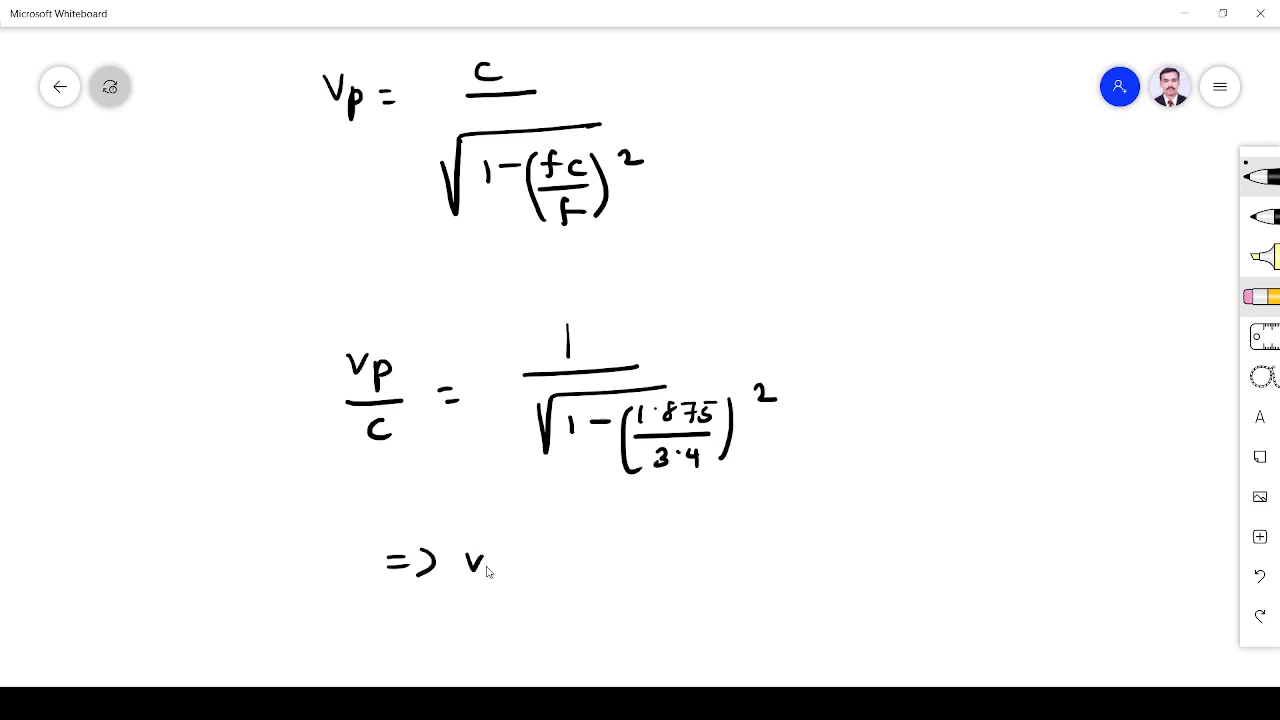 Microsoft Whiteboard
Vp = c / √(1 - (fc/f)²)
Vp/c = 1 / √(1 - (1.875/3.4)²)
=> v
A